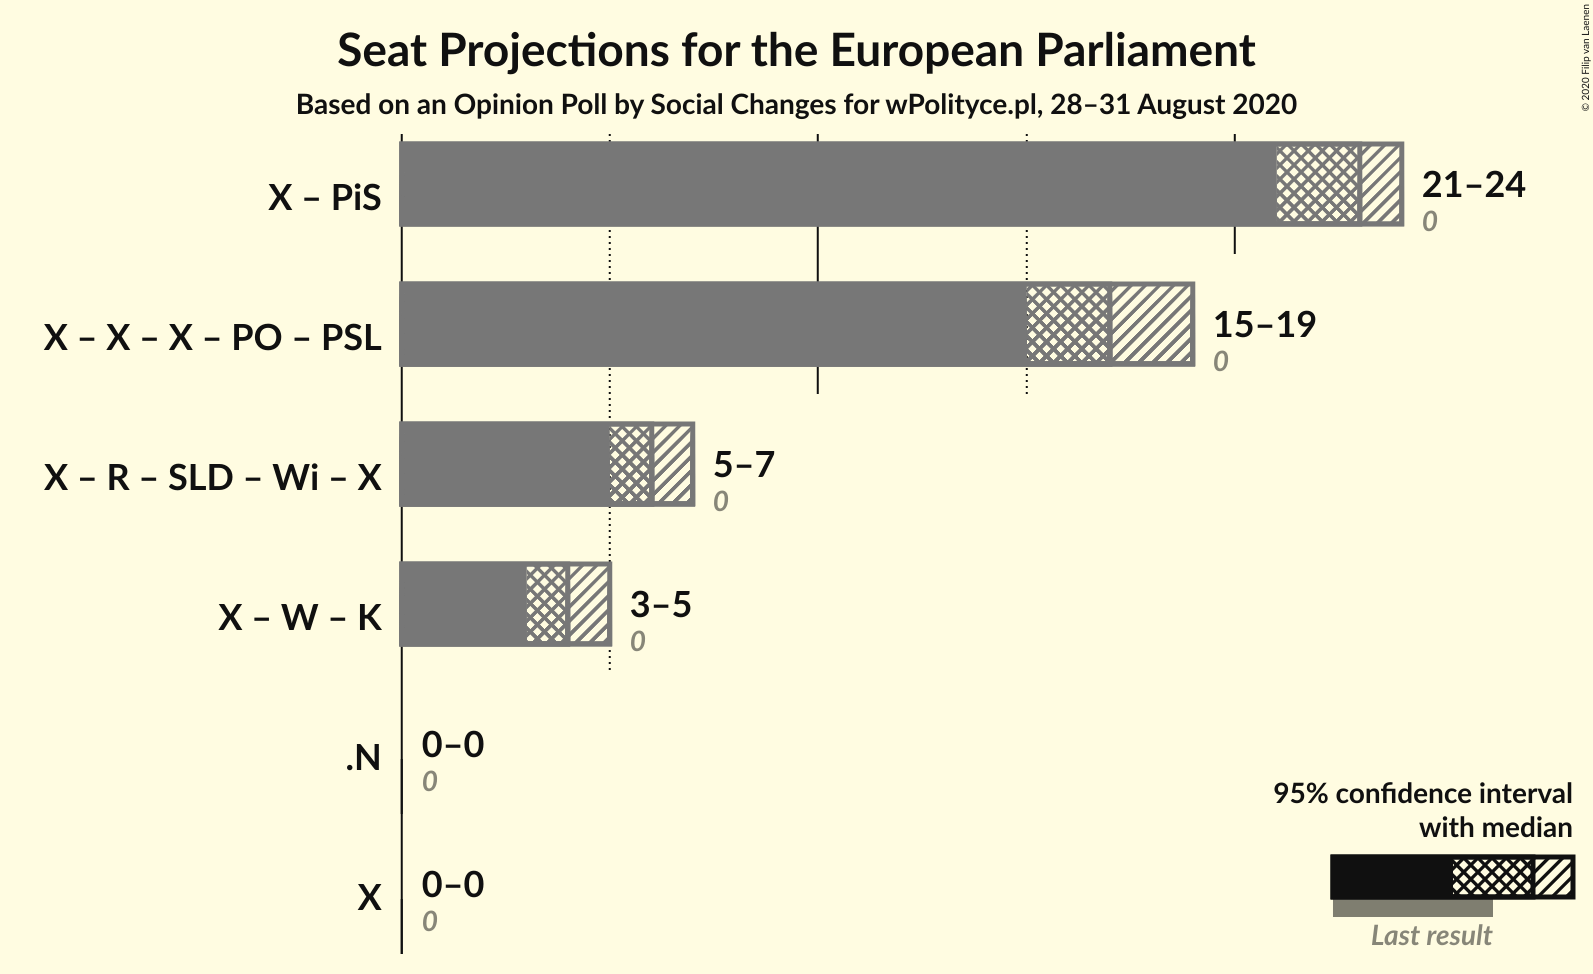 Seat Projections for the European Parliament
Based on an Opinion Poll by Social Changes for wPolityce.pl, 28–31 August 2020
© 2020 Filip van Laenen
X – PiS
21–24
0
X – X – X – PO – PSL
15–19
0
X – R – SLD – Wi – X
5–7
0
X – W – K
3–5
0
.N
0–0
0
X
0–0
0
95% confidence interval
with median
Last result